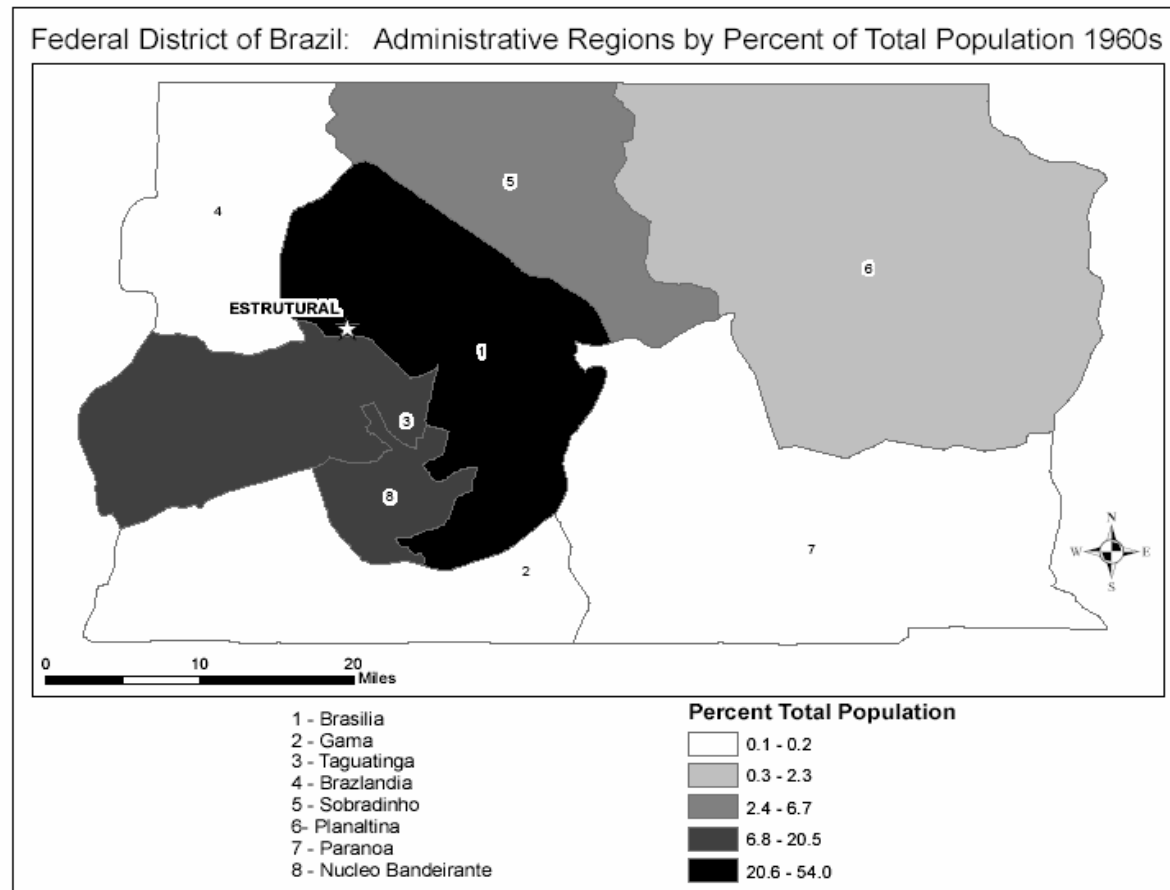 Federal District of Brazil: Administrative Regions by Percent of Total Population 1960s
5
4
6
ESTRUTURAL
1
3
8
7
2
N
W E
S
0 10 20
Miles
1 - Brasilia
2 - Gama
3 - Taguatinga
4 - Brazlandia
5 - Sobradinho
6- Planaltina
7 - Paranoa
8 - Nucleo Bandeirante
Percent Total Population
0.1 - 0.2
0.3 - 2.3
2.4 - 6.7
6.8 - 20.5
20.6 - 54.0